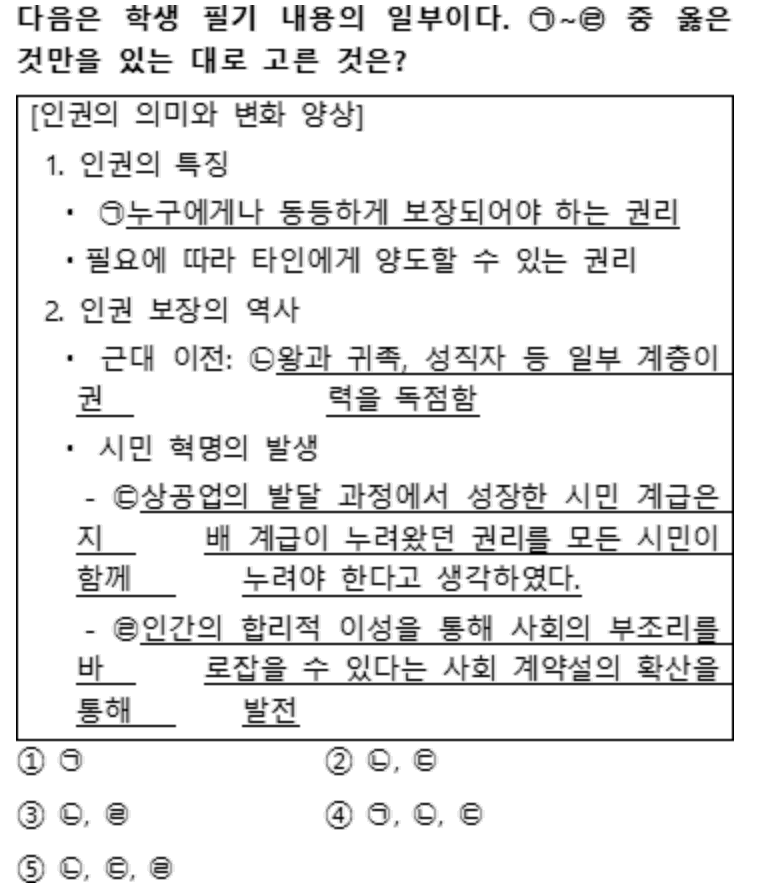 다음은 학생 필기 내용의 일부이다. ㉠~㉣ 중 옳은
것만을 있는 대로 고른 것은?
[인권의 의미와 변화 양상]
1. 인권의 특징
• ㉠누구에게나 동등하게 보장되어야 하는 권리
• 필요에 따라 타인에게 양도할 수 있는 권리
2. 인권 보장의 역사
• 근대 이전: ㉡왕과 귀족, 성직자 등 일부 계층이
권 력을 독점함
• 시민 혁명의 발생
- ㉢상공업의 발달 과정에서 성장한 시민 계급은
지 배 계급이 누려왔던 권리를 모든 시민이
함께 누려야 한다고 생각하였다.
- ㉣인간의 합리적 이성을 통해 사회의 부조리를
바 로잡을 수 있다는 사회 계약설의 확산을
통해 발전
① ㉠ ② ㉡, ㉢
③ ㉡, ㉣ ④ ㉠, ㉡, ㉢
⑤ ㉡, ㉢, ㉣